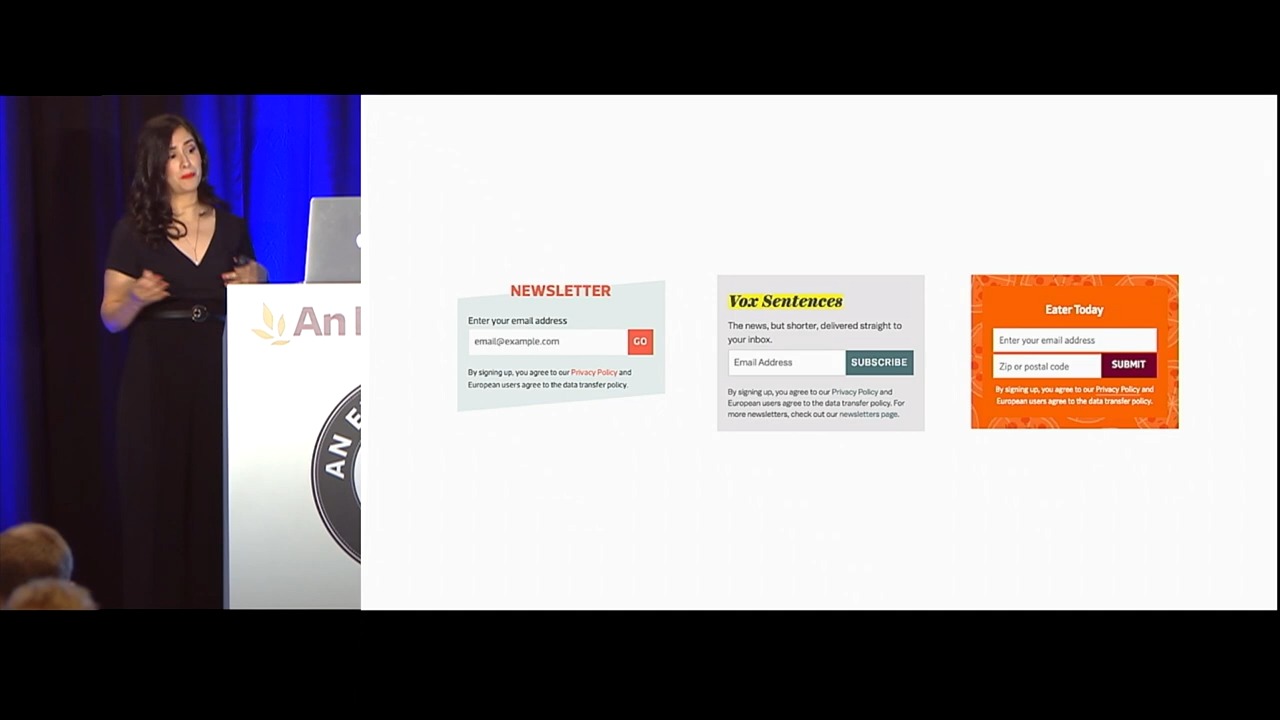 An
AN E
NEWSLETTER
Enter your email address
email@example.com
GO
By signing up, you agree to our Privacy Policy and
European users agree to the data transfer policy.
Vox Sentences
The news, but shorter, delivered straight to
your inbox.
Email Address
SUBSCRIBE
By signing up, you agree to our Privacy Policy and
European users agree to the data transfer policy. For
more newsletters, check out our newsletters page.
Eater Today
Enter your email address
Zip or postal code
SUBMIT
By signing up, you agree to our Privacy Policy and
European users agree to the data transfer policy.